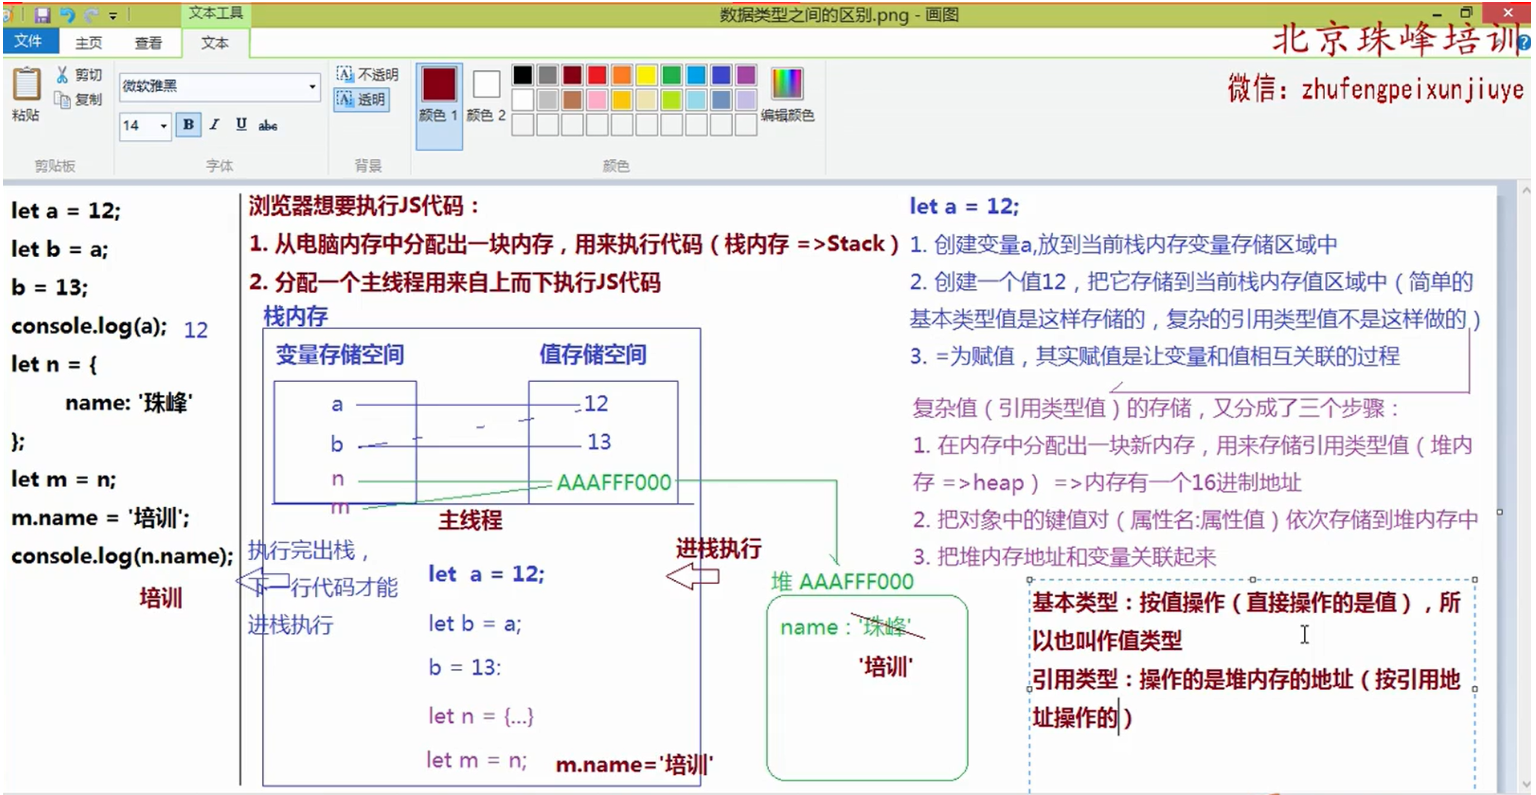 文本工具
数据类型之间的区别.png - 画图
文件 主页 查看 文本
北京珠峰培训
微信：zhufengpeixunjiuye
粘贴
剪切
复制
剪贴板
微软雅黑
14
B I U abc
字体
不透明
透明
背景
颜色 1
颜色 2
编辑颜色
颜色
let a = 12;
let b = a;
b = 13;
console.log(a); 12
let n = {
name: '珠峰'
};
let m = n;
m.name = '培训';
console.log(n.name);
培训
浏览器想要执行JS代码：
1. 从电脑内存中分配出一块内存，用来执行代码（栈内存 =>Stack）
2. 分配一个主线程用来自上而下执行JS代码
栈内存
变量存储空间 值存储空间
a 12
b 13
n AAAFFF000
m
主线程
执行完出栈，
下一行代码才能
进栈执行
进栈执行
let a = 12;
let b = a;
b = 13:
let n = {...}
let m = n;
m.name='培训'
堆 AAAFFF000
name : '珠峰'
'培训'
let a = 12;
1. 创建变量a,放到当前栈内存变量存储区域中
2. 创建一个值12，把它存储到当前栈内存值区域中（简单的
基本类型值是这样存储的，复杂的引用类型值不是这样做的）
3. =为赋值，其实赋值是让变量和值相互关联的过程
复杂值（引用类型值）的存储，又分成了三个步骤：
1. 在内存中分配出一块新内存，用来存储引用类型值（堆内
存 =>heap） =>内存有一个16进制地址
2. 把对象中的键值对（属性名:属性值）依次存储到堆内存中
3. 把堆内存地址和变量关联起来
基本类型：按值操作（直接操作的是值），所
以也叫作值类型
引用类型：操作的是堆内存的地址（按引用地
址操作的）